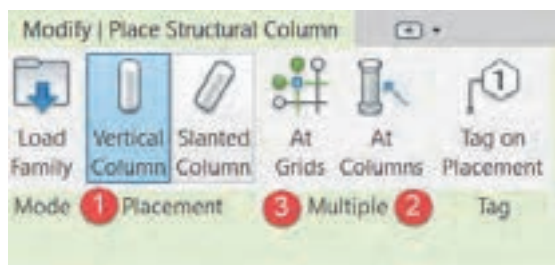 Modify | Place Structural Column
1
Load Vertical Slanted At At Tag on
Family Column Column Grids Columns Placement
Mode 1 Placement 3 Multiple 2 Tag